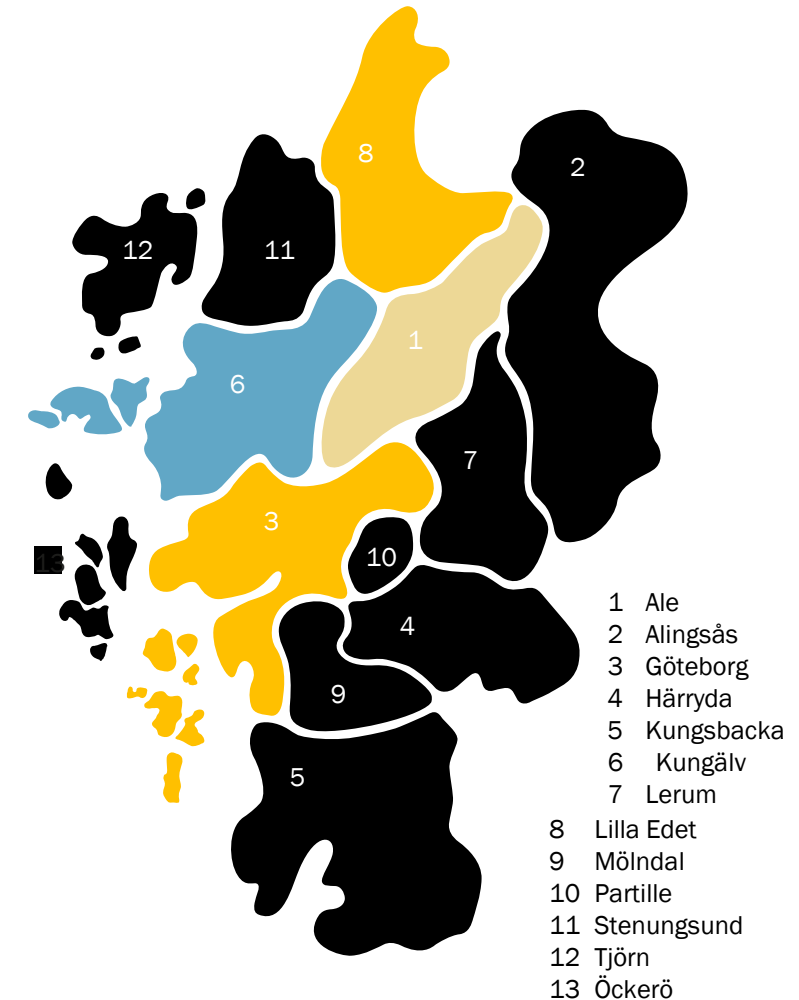 8
2
12
11
1
6
7
3
10
13
4
9
5
1 Ale
2 Alingsås
3 Göteborg
4 Härryda
5 Kungsbacka
6 Kungälv
7 Lerum
8 Lilla Edet
9 Mölndal
10 Partille
11 Stenungsund
12 Tjörn
13 Öckerö